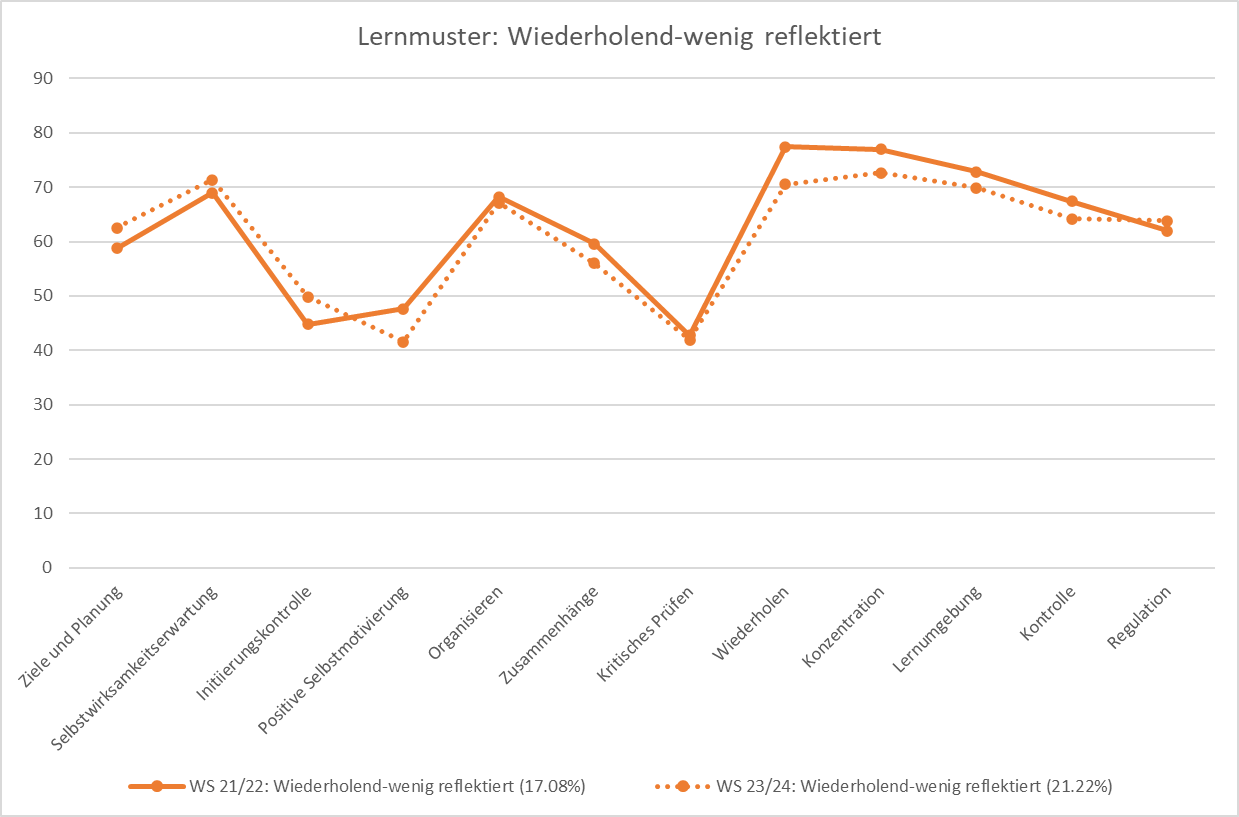 Lernmuster: Wiederholend-wenig reflektiert
90
80
70
60
50
40
30
20
10
0
Ziele und Planung
Selbstwirksamkeitserwartung
Initiierungskontrolle
Positive Selbstmotivierung
Organisieren
Zusammenhänge
Kritisches Prüfen
Wiederholen
Konzentration
Lernumgebung
Kontrolle
Regulation
WS 21/22: Wiederholend-wenig reflektiert (17.08%)
WS 23/24: Wiederholend-wenig reflektiert (21.22%)